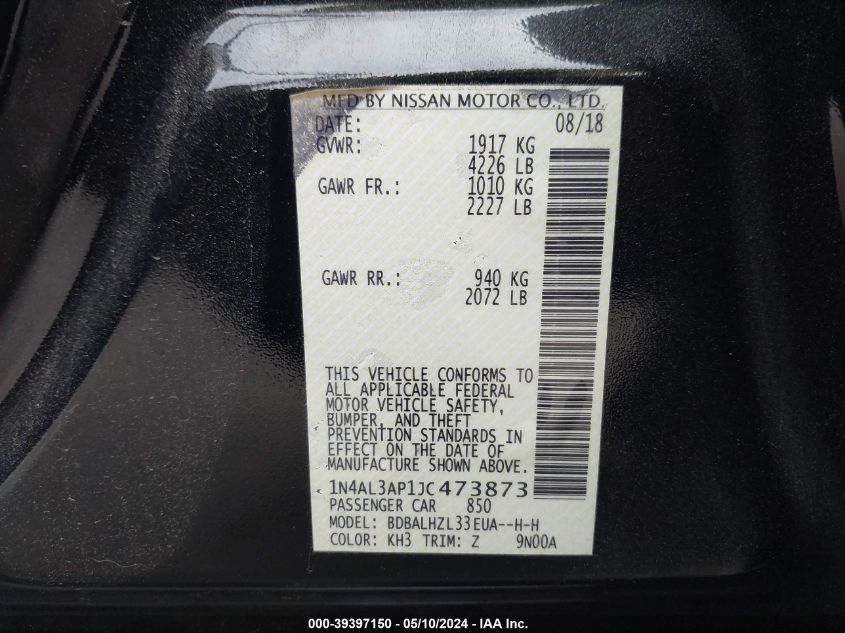 MFD BY NISSAN MOTOR CO., LTD.
DATE: 08/18
GVWR: 1917 KG
4226 LB
GAWR FR.: 1010 KG
2227 LB
GAWR RR.: 940 KG
2072 LB
THIS VEHICLE CONFORMS TO
ALL APPLICABLE FEDERAL
MOTOR VEHICLE SAFETY,
BUMPER, AND THEFT
PREVENTION STANDARDS IN
EFFECT ON THE DATE OF
MANUFACTURE SHOWN ABOVE.
1N4AL3AP1JC473873
PASSENGER CAR 850
MODEL: BDBALHZL33EUA--H-H
COLOR: KH3 TRIM: Z 9N00A
000-39397150 — 05/10/2024 — IAA Inc.